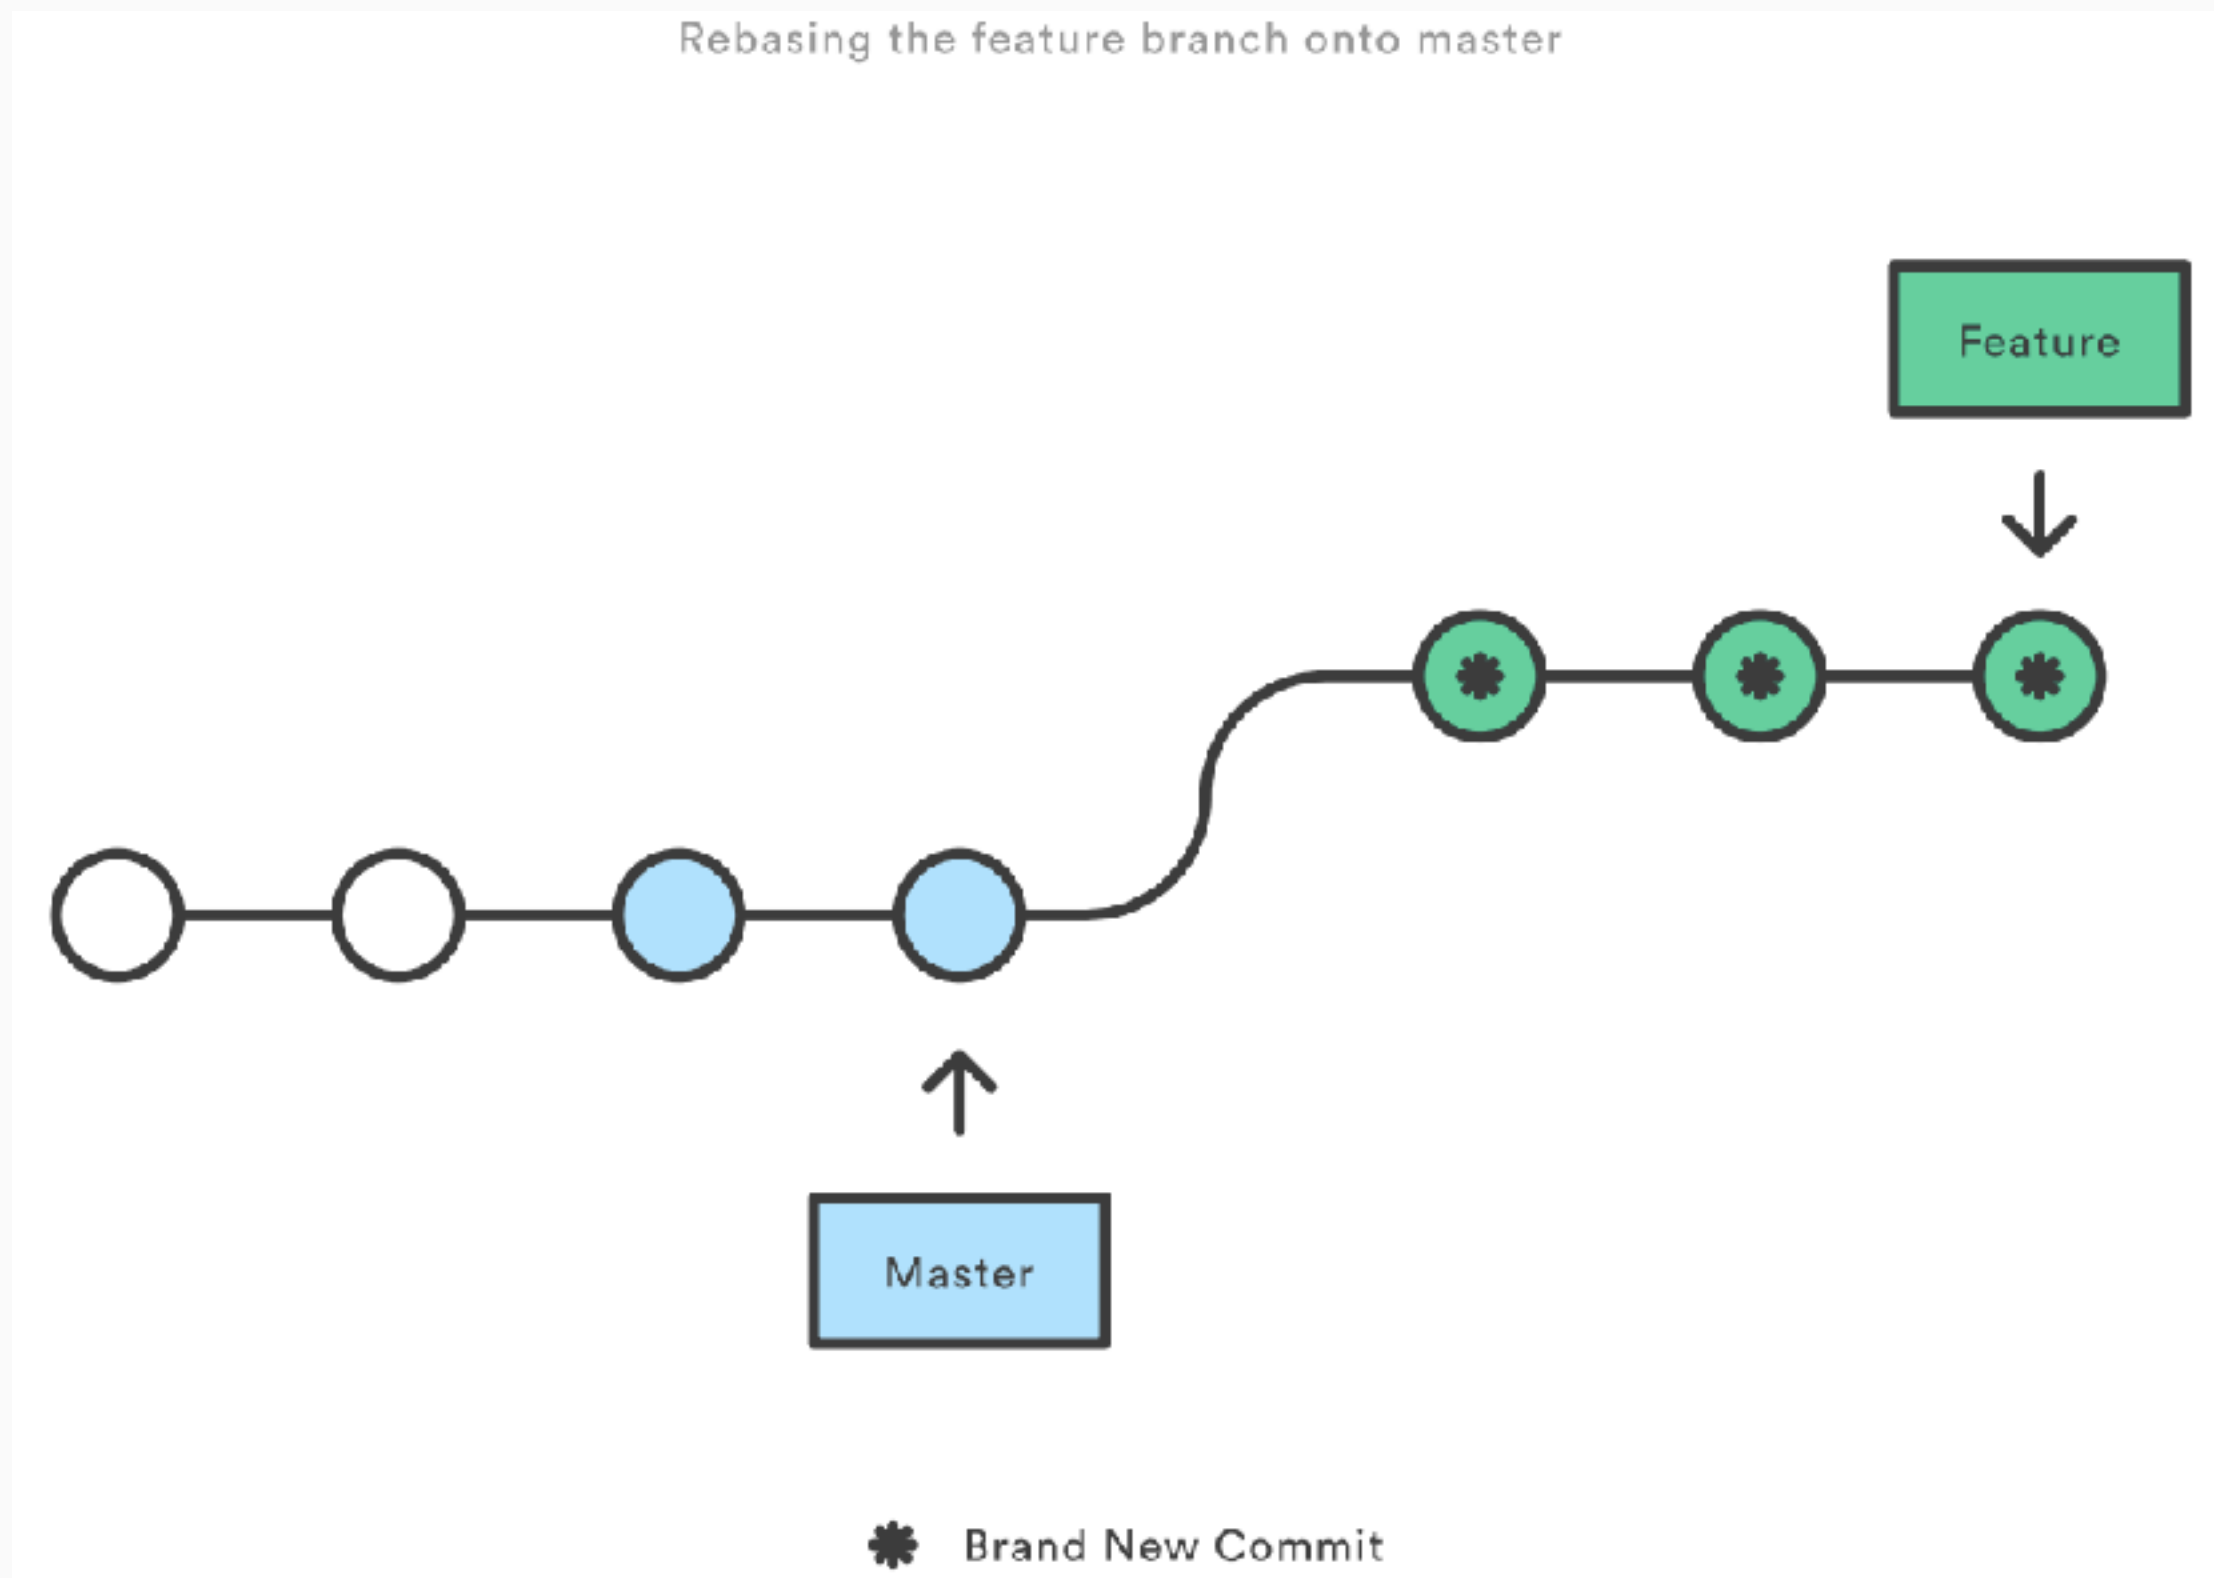 Rebasing the feature branch onto master
Feature
Master
Brand New Commit